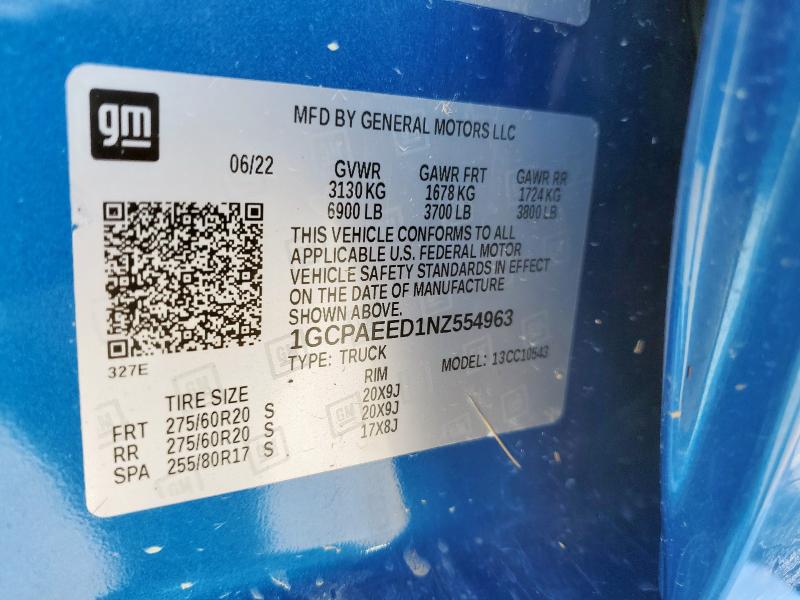 gm
MFD BY GENERAL MOTORS LLC
06/22 GVWR GAWR FRT GAWR RR
3130 KG 1678 KG 1724 KG
6900 LB 3700 LB 3800 LB
THIS VEHICLE CONFORMS TO ALL
APPLICABLE U.S. FEDERAL MOTOR
VEHICLE SAFETY STANDARDS IN EFFECT
ON THE DATE OF MANUFACTURE
SHOWN ABOVE.
1GCPAEED1NZ554963
TYPE: TRUCK MODEL: 13CC10543
327E
TIRE SIZE RIM
FRT 275/60R20 S 20X9J
RR 275/60R20 S 20X9J
SPA 255/80R17 S 17X8J